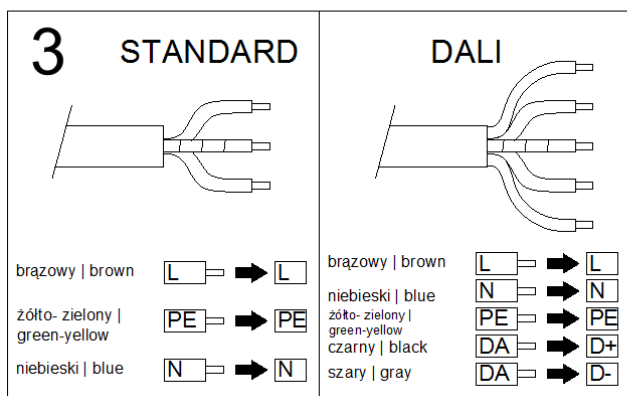 3 STANDARD
brązowy | brown L L
żółto- zielony |
green-yellow PE PE
niebieski | blue N N
DALI
brązowy | brown L L
niebieski | blue N N
żółto- zielony |
green-yellow PE PE
czarny | black DA D+
szary | gray DA D-